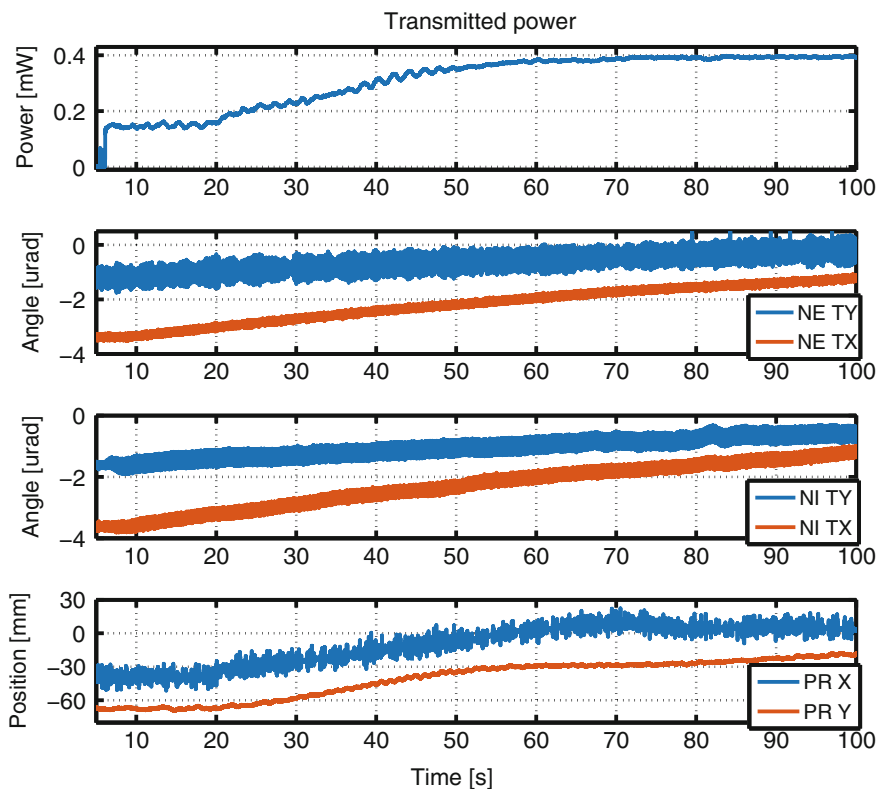 Transmitted power
Power [mW]
0.4
0.2
0
10 20 30 40 50 60 70 80 90 100
Angle [urad]
0
−2
−4
NE TY
NE TX
10 20 30 40 50 60 70 80 90 100
Angle [urad]
0
−2
−4
NI TY
NI TX
10 20 30 40 50 60 70 80 90 100
Position [mm]
30
0
−30
−60
PR X
PR Y
10 20 30 40 50 60 70 80 90 100
Time [s]